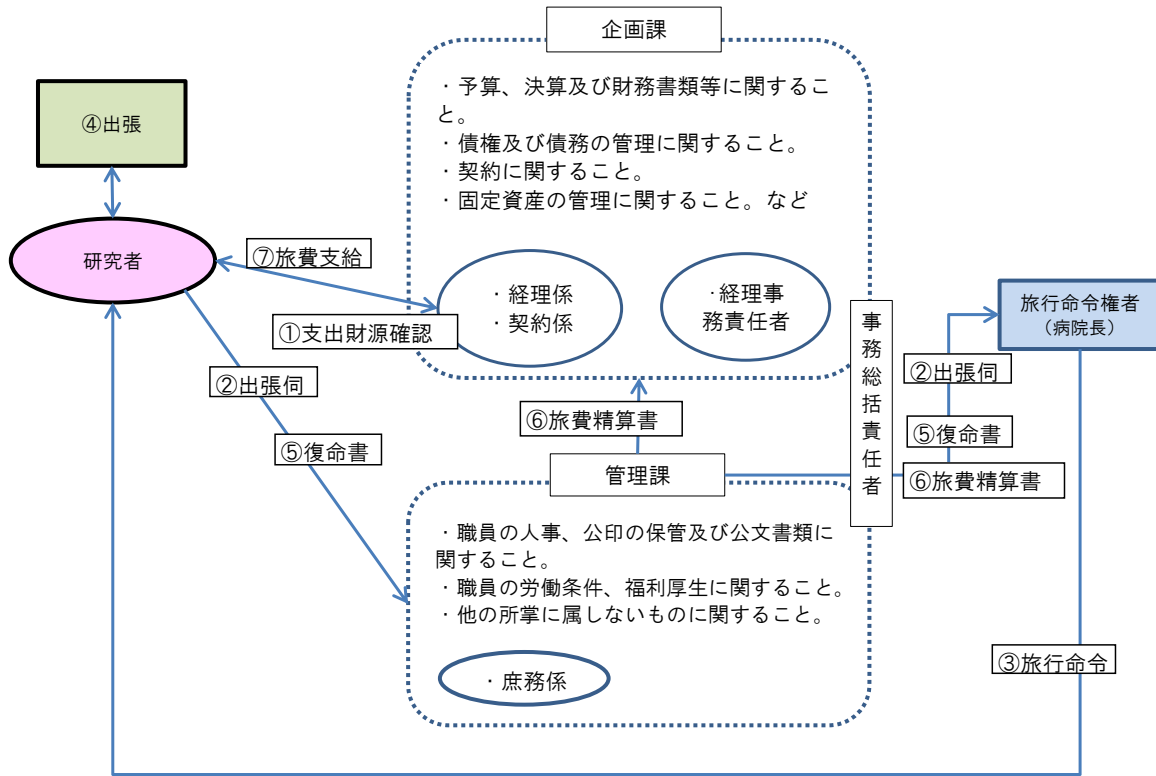 企画課
・予算、決算及び財務書類等に関するこ
と。
・債権及び債務の管理に関すること。
・契約に関すること。
・固定資産の管理に関すること。など
④出張
研究者
⑦旅費支給
①支出財源確認
・経理係
・契約係
・経理事
務責任者
事務総括責任者
旅行命令権者
（病院長）
②出張伺
⑤復命書
⑥旅費精算書
②出張伺
⑤復命書
⑥旅費精算書
管理課
・職員の人事、公印の保管及び公文書類に
関すること。
・職員の労働条件、福利厚生に関すること。
・他の所掌に属しないものに関すること。
・庶務係
③旅行命令